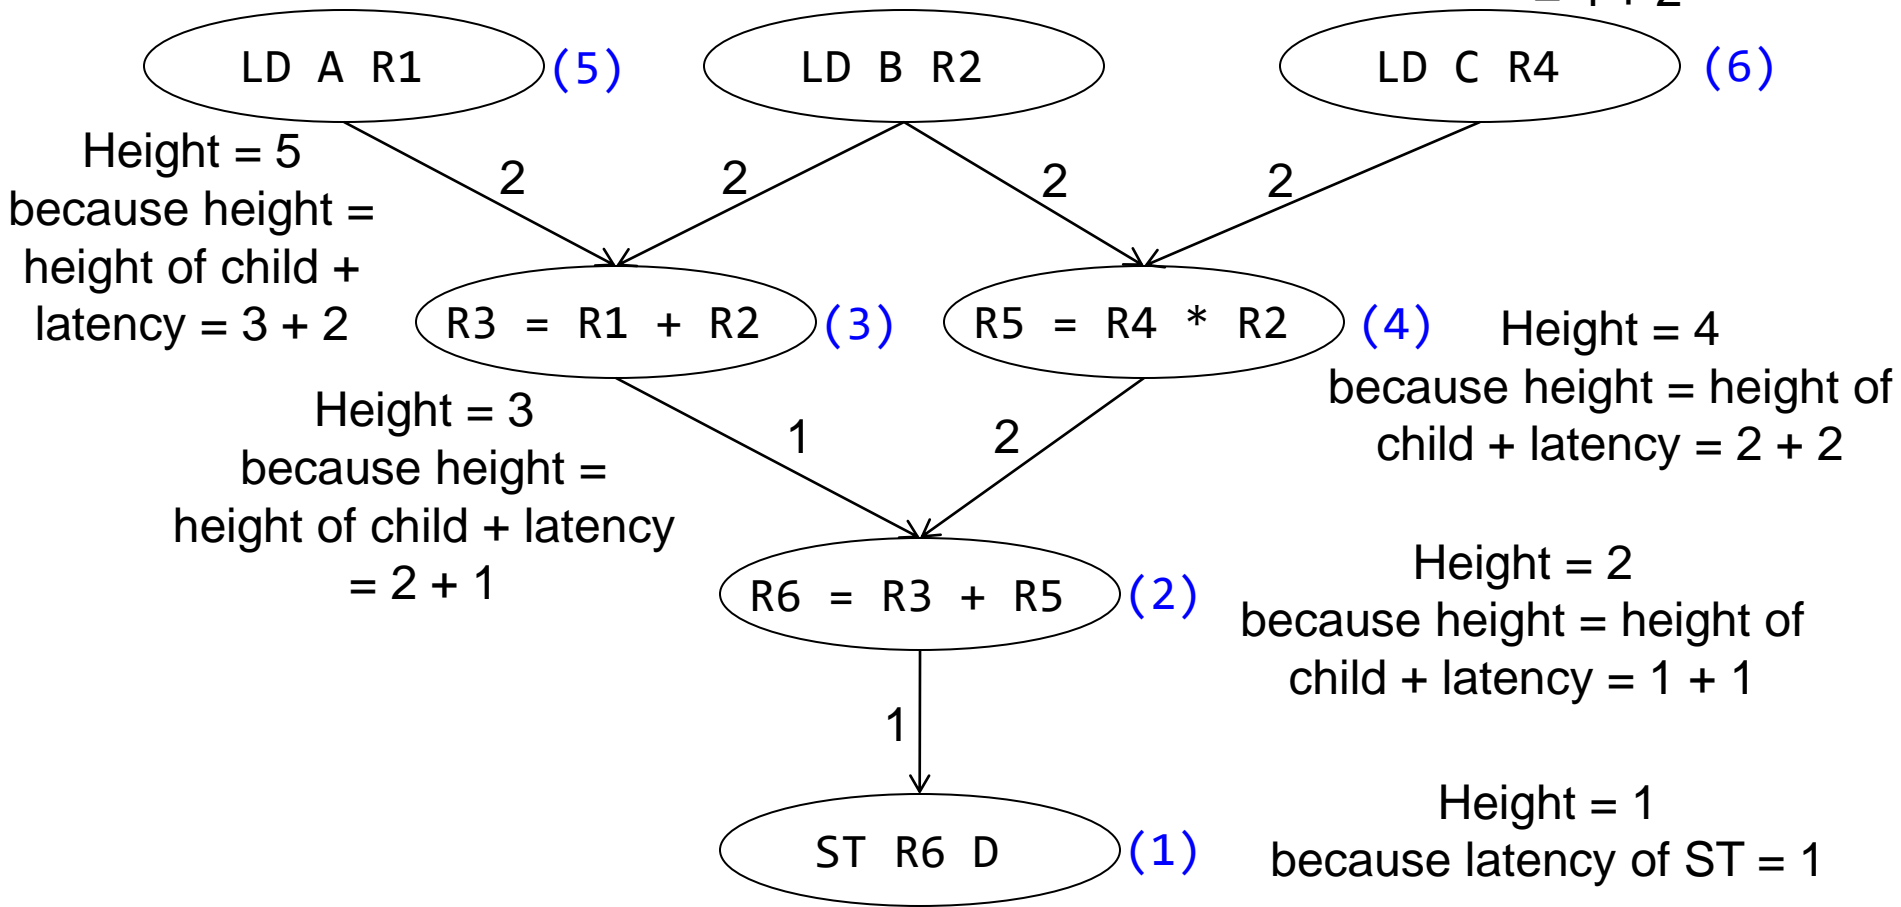 LD A R1 (5) LD B R2 LD C R4 (6)
Height = 5
because height =
height of child +
latency = 3 + 2
2 2 2 2
R3 = R1 + R2 (3) R5 = R4 * R2 (4)
Height = 4
because height = height of
child + latency = 2 + 2
Height = 3
because height =
height of child + latency
= 2 + 1
1 2
R6 = R3 + R5 (2)
Height = 2
because height = height of
child + latency = 1 + 1
1
ST R6 D (1)
Height = 1
because latency of ST = 1